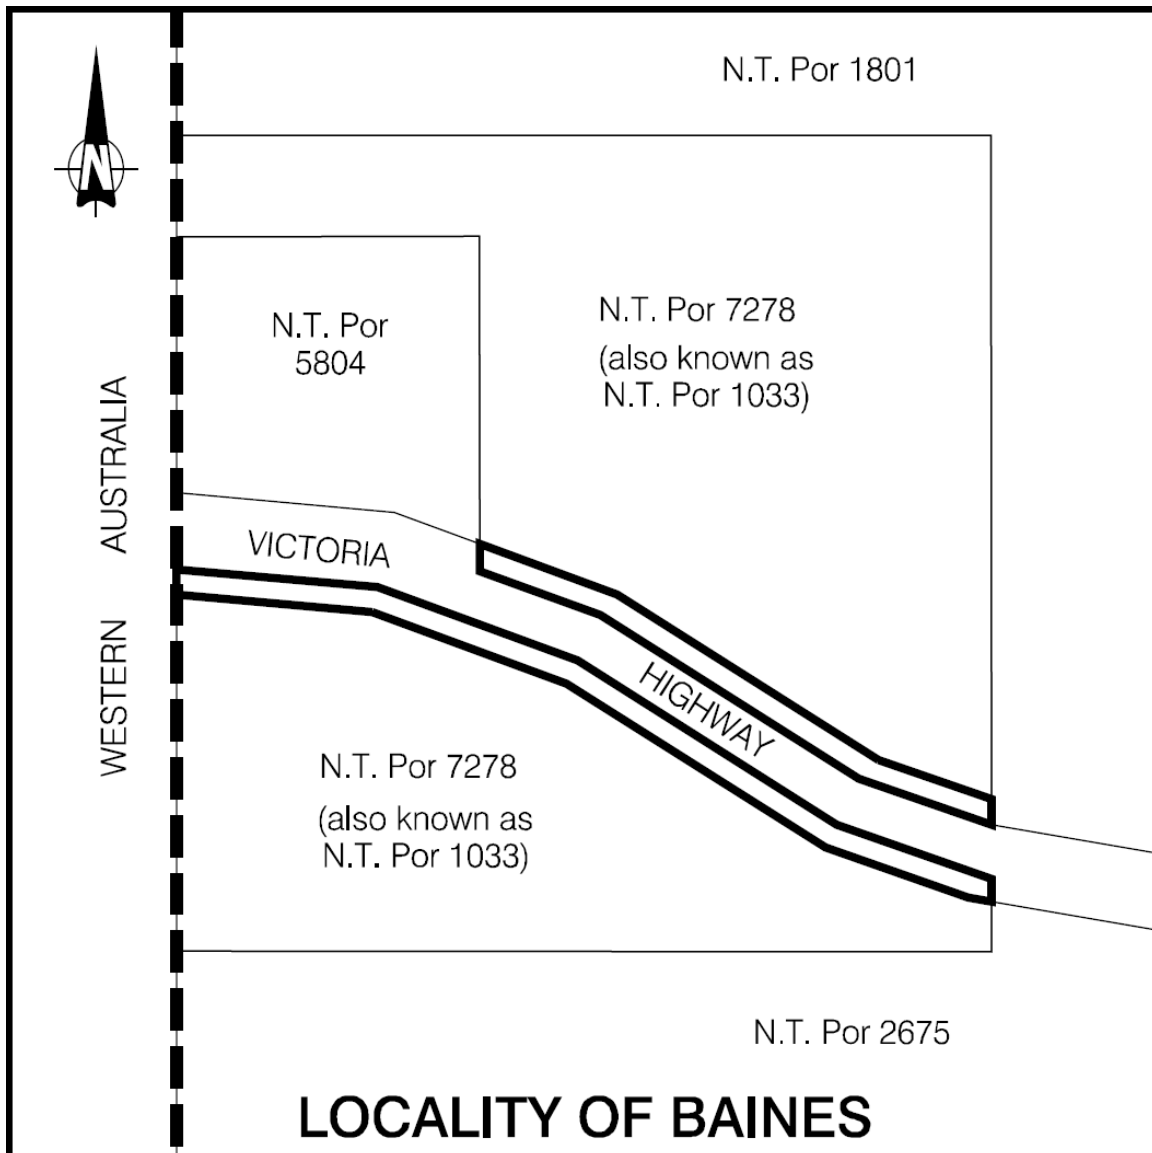 N.T. Por 1801
N
N.T. Por
5804
N.T. Por 7278
(also known as
N.T. Por 1033)
WESTERN AUSTRALIA
VICTORIA
HIGHWAY
N.T. Por 7278
(also known as
N.T. Por 1033)
N.T. Por 2675
LOCALITY OF BAINES